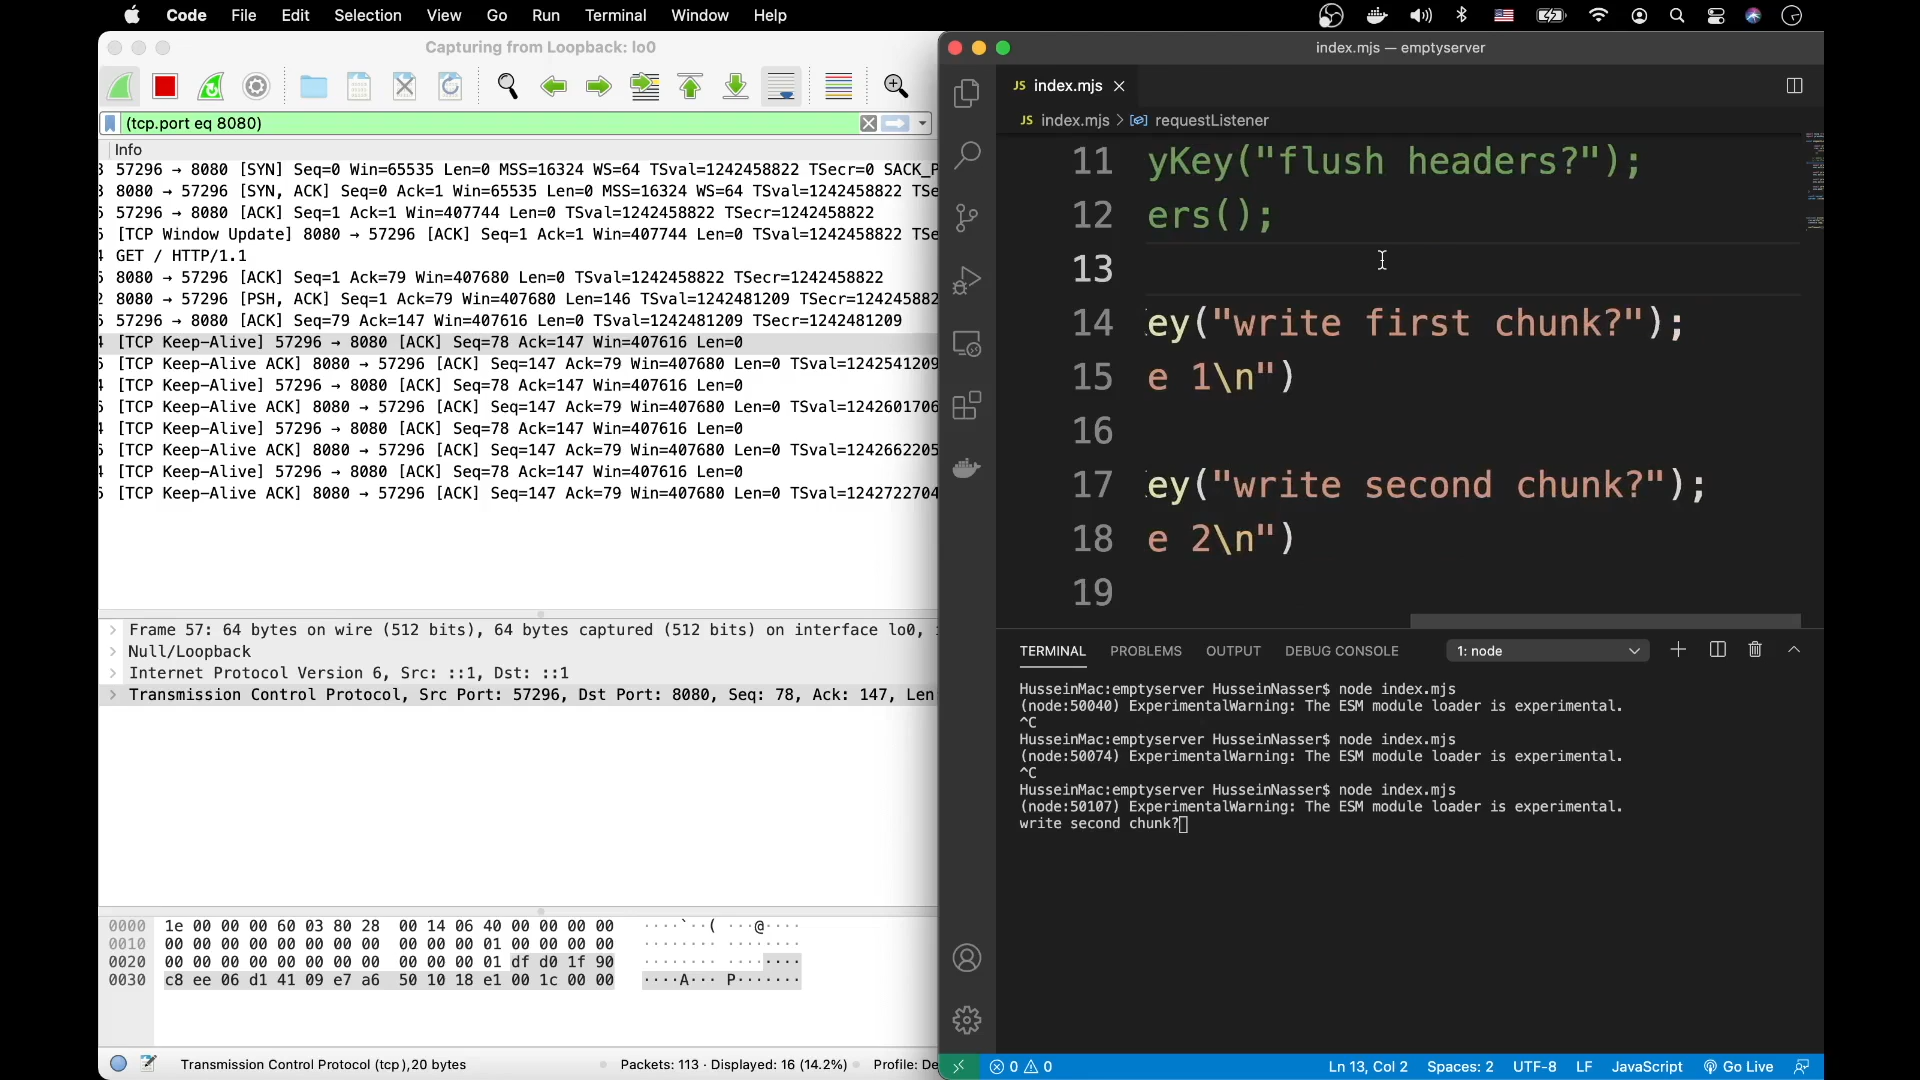 Code File Edit Selection View Go Run Terminal Window Help
Capturing from Loopback: lo0
(tcp.port eq 8080)
Info
57296 → 8080 [SYN] Seq=0 Win=65535 Len=0 MSS=16324 WS=64 TSval=1242458822 TSecr=0 SACK_P
8080 → 57296 [SYN, ACK] Seq=0 Ack=1 Win=65535 Len=0 MSS=16324 WS=64 TSval=1242458822 TSe
57296 → 8080 [ACK] Seq=1 Ack=1 Win=407744 Len=0 TSval=1242458822 TSecr=1242458822
[TCP Window Update] 8080 → 57296 [ACK] Seq=1 Ack=1 Win=407744 Len=0 TSval=1242458822 TSe
GET / HTTP/1.1
8080 → 57296 [ACK] Seq=1 Ack=79 Win=407680 Len=0 TSval=1242458822 TSecr=1242458822
8080 → 57296 [PSH, ACK] Seq=1 Ack=79 Win=407680 Len=146 TSval=1242481209 TSecr=124245882
57296 → 8080 [ACK] Seq=79 Ack=147 Win=407616 Len=0 TSval=1242481209 TSecr=1242481209
[TCP Keep-Alive] 57296 → 8080 [ACK] Seq=78 Ack=147 Win=407616 Len=0
[TCP Keep-Alive ACK] 8080 → 57296 [ACK] Seq=147 Ack=79 Win=407680 Len=0 TSval=1242541209
[TCP Keep-Alive] 57296 → 8080 [ACK] Seq=78 Ack=147 Win=407616 Len=0
[TCP Keep-Alive ACK] 8080 → 57296 [ACK] Seq=147 Ack=79 Win=407680 Len=0 TSval=1242601706
[TCP Keep-Alive] 57296 → 8080 [ACK] Seq=78 Ack=147 Win=407616 Len=0
[TCP Keep-Alive ACK] 8080 → 57296 [ACK] Seq=147 Ack=79 Win=407680 Len=0 TSval=1242662205
[TCP Keep-Alive] 57296 → 8080 [ACK] Seq=78 Ack=147 Win=407616 Len=0
[TCP Keep-Alive ACK] 8080 → 57296 [ACK] Seq=147 Ack=79 Win=407680 Len=0 TSval=1242722704
Frame 57: 64 bytes on wire (512 bits), 64 bytes captured (512 bits) on interface lo0,
Null/Loopback
Internet Protocol Version 6, Src: ::1, Dst: ::1
Transmission Control Protocol, Src Port: 57296, Dst Port: 8080, Seq: 78, Ack: 147, Len
0000 1e 00 00 00 60 03 80 28 00 14 06 40 00 00 00 00 ····`··( ···@····
0010 00 00 00 00 00 00 00 00 00 00 00 01 00 00 00 00 ········ ········
0020 00 00 00 00 00 00 00 00 00 00 00 01 df d0 1f 90 ········ ········
0030 c8 ee 06 d1 41 09 e7 a6 50 10 18 e1 00 1c 00 00 ····A··· P·······
Transmission Control Protocol (tcp), 20 bytes Packets: 113 · Displayed: 16 (14.2%) Profile: De
index.mjs — emptyserver
JS index.mjs
JS index.mjs > requestListener
11 yKey("flush headers?");
12 ers();
13
14 ey("write first chunk?");
15 e 1\n")
16
17 ey("write second chunk?");
18 e 2\n")
19
TERMINAL PROBLEMS OUTPUT DEBUG CONSOLE 1: node
HusseinMac:emptyserver HusseinNasser$ node index.mjs
(node:50040) ExperimentalWarning: The ESM module loader is experimental.
^C
HusseinMac:emptyserver HusseinNasser$ node index.mjs
(node:50074) ExperimentalWarning: The ESM module loader is experimental.
^C
HusseinMac:emptyserver HusseinNasser$ node index.mjs
(node:50107) ExperimentalWarning: The ESM module loader is experimental.
write second chunk?
0 0 Ln 13, Col 2 Spaces: 2 UTF-8 LF JavaScript Go Live